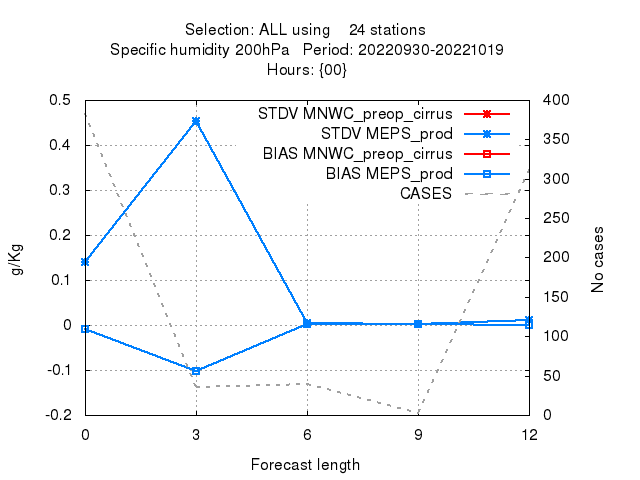 Selection: ALL using 24 stations
Specific humidity 200hPa Period: 20220930-20221019
Hours: {00}
0.5 400
STDV MNWC_preop_cirrus
STDV MEPS_prod
BIAS MNWC_preop_cirrus
BIAS MEPS_prod
CASES
0.4 350
0.3 300
0.2 250
0.1 200
0 150
-0.1 100
-0.2 50
0
g/Kg
No cases
0 3 6 9 12
Forecast length